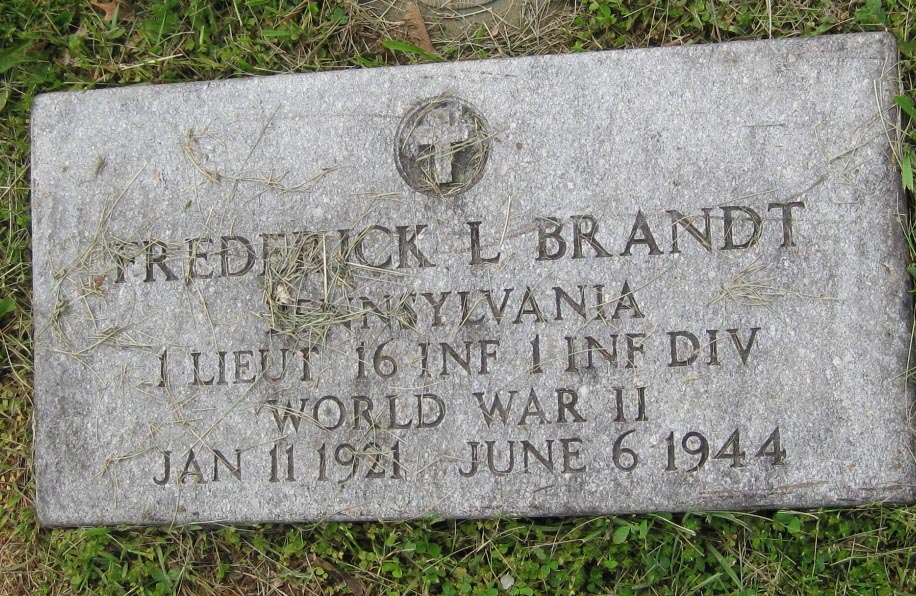 FREDERICK L BRANDT
PENNSYLVANIA
1 LIEUT 16 INF 1 INF DIV
WORLD WAR II
JAN 11 1921 JUNE 6 1944